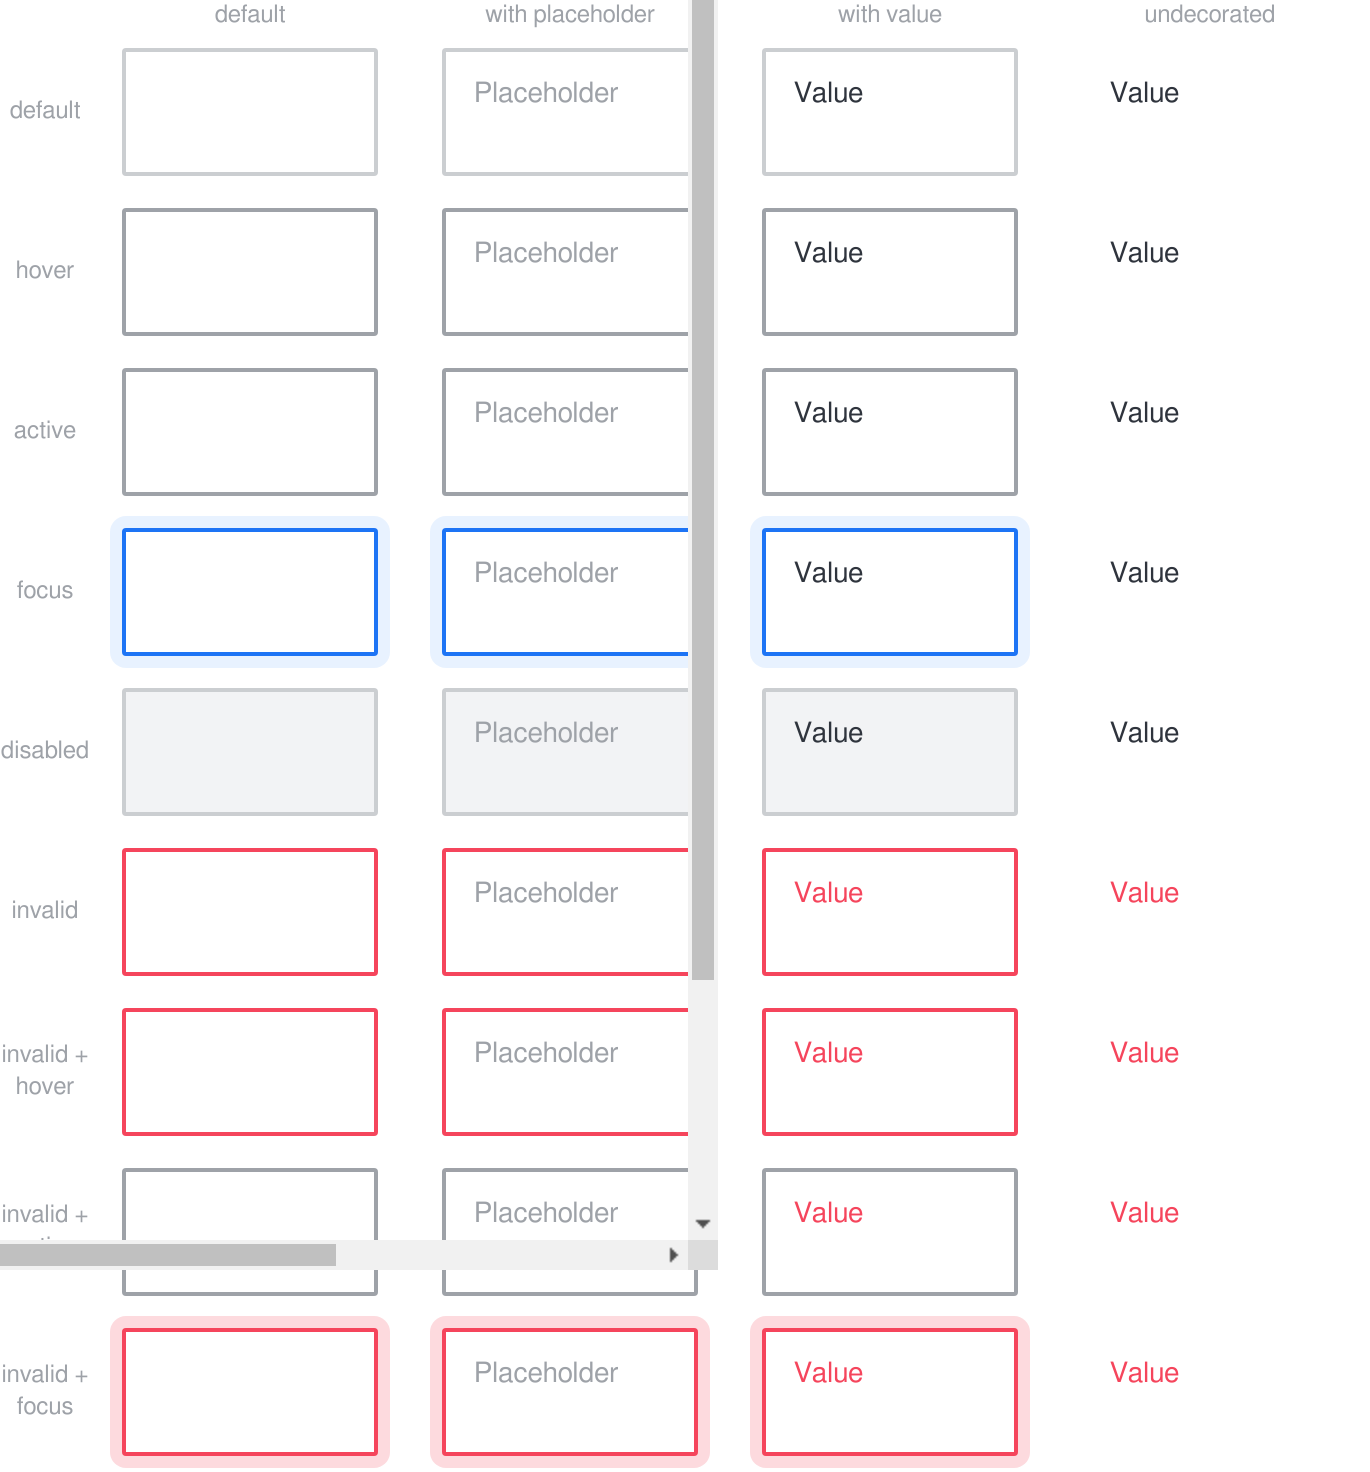 default with placeholder with value undecorated
default Placeholder Value Value
hover Placeholder Value Value
active Placeholder Value Value
focus Placeholder Value Value
disabled Placeholder Value Value
invalid Placeholder Value Value
invalid +
hover Placeholder Value Value
invalid + Placeholder Value Value
invalid +
focus Placeholder Value Value